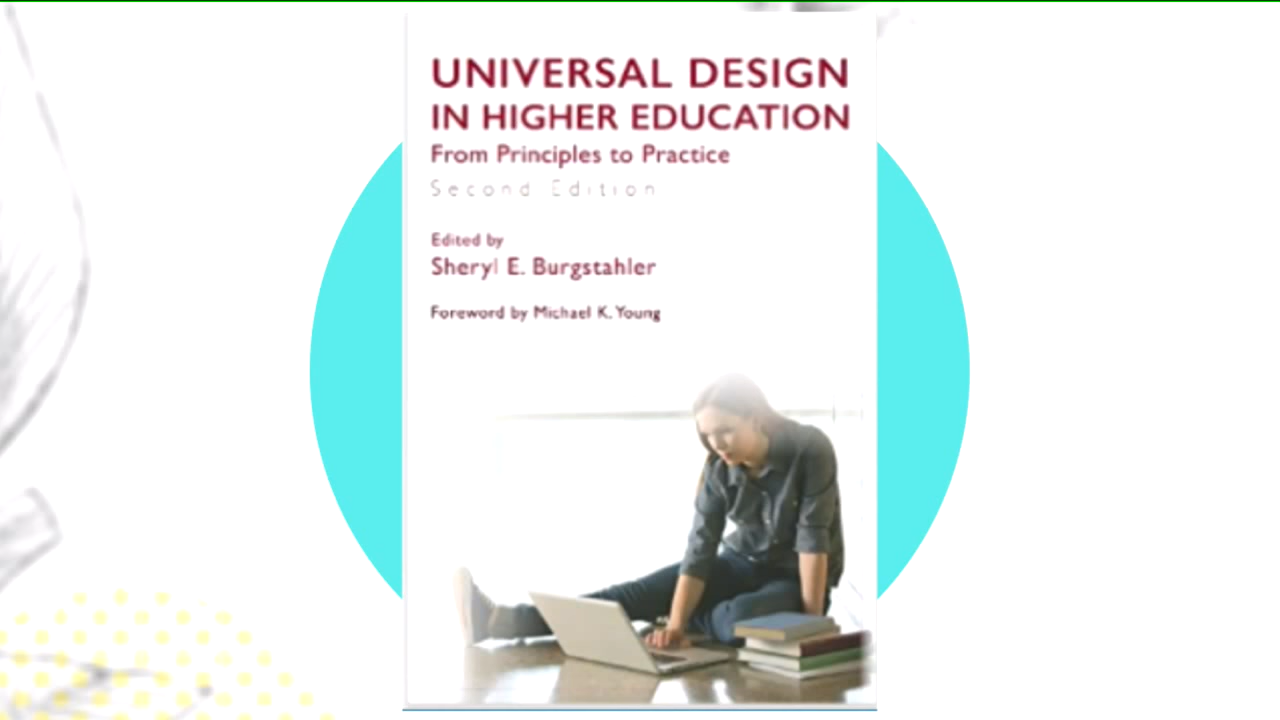 UNIVERSAL DESIGN
IN HIGHER EDUCATION
From Principles to Practice
Second Edition
Edited by
Sheryl E. Burgstahler
Foreword by Michael K. Young